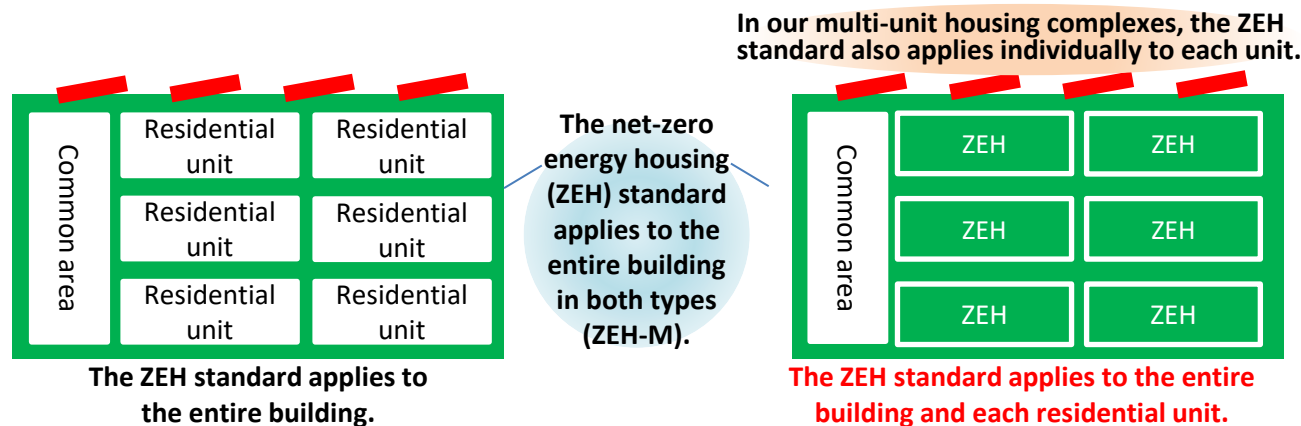 In our multi-unit housing complexes, the ZEH
standard also applies individually to each unit.
Common area
Residential
unit
Residential
unit
Residential
unit
Residential
unit
Residential
unit
Residential
unit
The ZEH standard applies to
the entire building.
The net-zero
energy housing
(ZEH) standard
applies to the
entire building
in both types
(ZEH-M).
Common area
ZEH
ZEH
ZEH
ZEH
ZEH
ZEH
The ZEH standard applies to the entire
building and each residential unit.